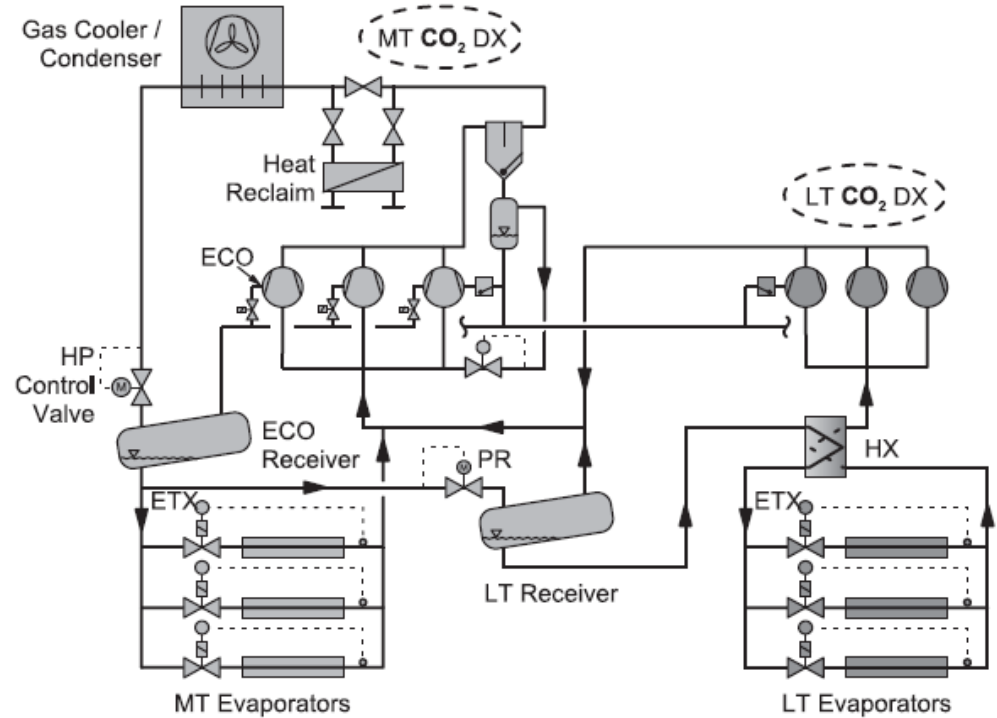 Gas Cooler /
Condenser
MT CO₂ DX
Heat
Reclaim
LT CO₂ DX
ECO
HP
Control
Valve
M
ECO
Receiver
M
PR
HX
ETX
ETX
LT Receiver
MT Evaporators
LT Evaporators